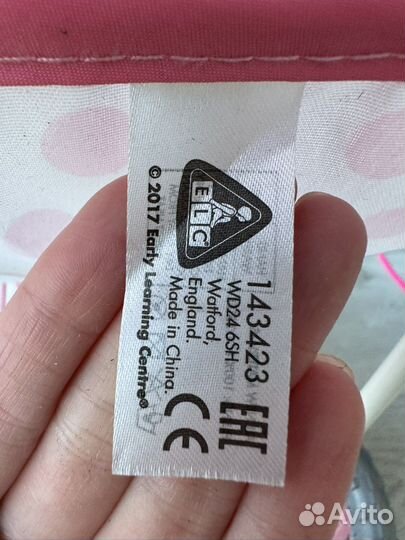 ELC
143423
WD24 6SH
Watford,
England.
Made in China.
© 2017 Early Learning Centre®
CE
EAC
Avito